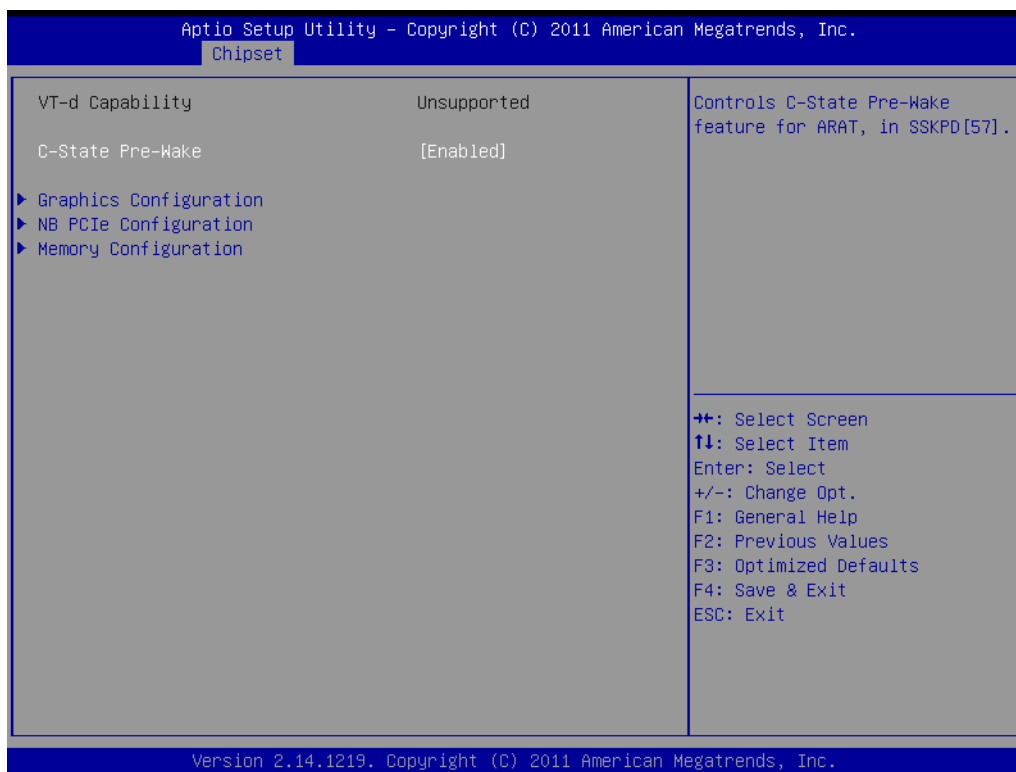 Aptio Setup Utility – Copyright (C) 2011 American Megatrends, Inc.
Chipset
VT-d Capability Unsupported
C-State Pre-Wake [Enabled]
▶ Graphics Configuration
▶ NB PCIe Configuration
▶ Memory Configuration
Controls C-State Pre-Wake
feature for ARAT, in SSKPD[57].
→←: Select Screen
↑↓: Select Item
Enter: Select
+/-: Change Opt.
F1: General Help
F2: Previous Values
F3: Optimized Defaults
F4: Save & Exit
ESC: Exit
Version 2.14.1219. Copyright (C) 2011 American Megatrends, Inc.